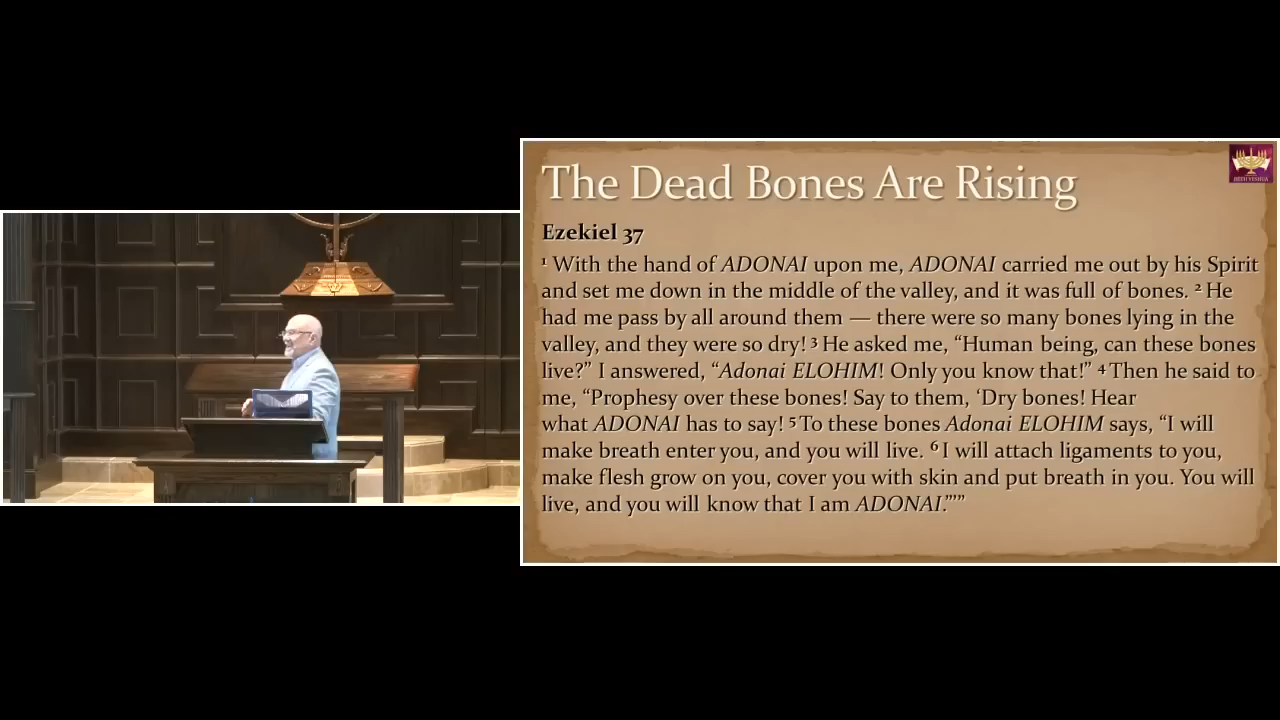 The Dead Bones Are Rising
Ezekiel 37
1 With the hand of ADONAI upon me, ADONAI carried me out by his Spirit
and set me down in the middle of the valley, and it was full of bones. 2 He
had me pass by all around them — there were so many bones lying in the
valley, and they were so dry! 3 He asked me, “Human being, can these bones
live?” I answered, “Adonai ELOHIM! Only you know that!” 4 Then he said to
me, “Prophesy over these bones! Say to them, ‘Dry bones! Hear
what ADONAI has to say! 5 To these bones Adonai ELOHIM says, “I will
make breath enter you, and you will live. 6 I will attach ligaments to you,
make flesh grow on you, cover you with skin and put breath in you. You will
live, and you will know that I am ADONAI.”’”